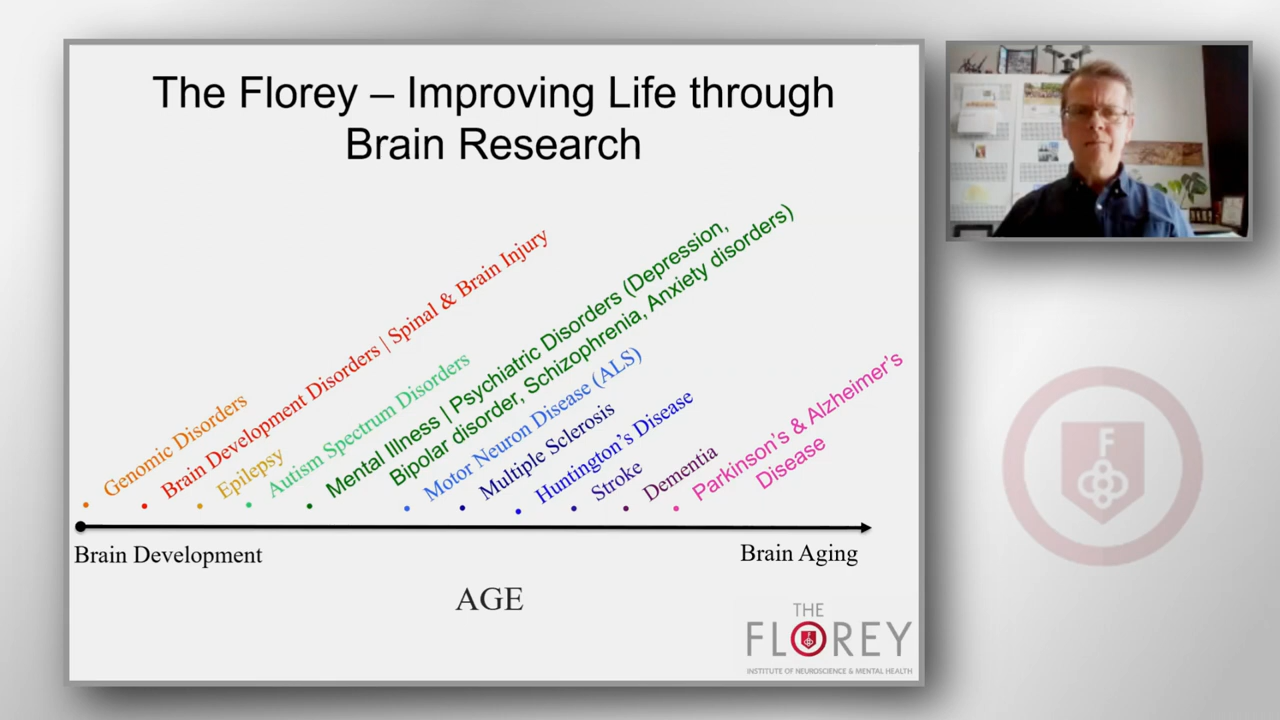 The Florey – Improving Life through
Brain Research
Genomic Disorders
Brain Development Disorders | Spinal & Brain Injury
Epilepsy
Autism Spectrum Disorders
Mental Illness | Psychiatric Disorders (Depression,
Bipolar disorder, Schizophrenia, Anxiety disorders)
Motor Neuron Disease (ALS)
Multiple Sclerosis
Huntington's Disease
Stroke
Dementia
Parkinson's & Alzheimer's
Disease
Brain Development
Brain Aging
AGE
THE
FLOREY
INSTITUTE OF NEUROSCIENCE & MENTAL HEALTH
F